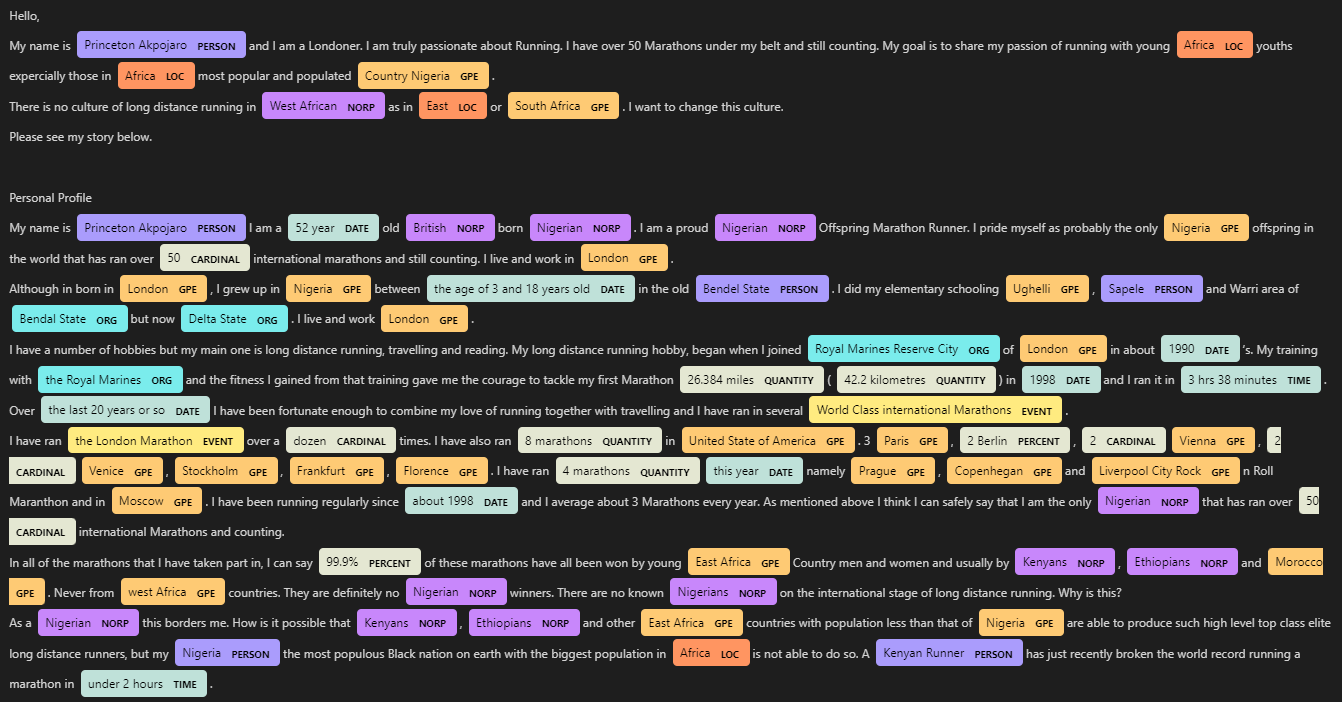 Hello,
My name is Princeton Akpojaro PERSON and I am a Londoner. I am truly passionate about Running. I have over 50 Marathons under my belt and still counting. My goal is to share my passion of running with young Africa LOC youths
expercially those in Africa LOC most popular and populated Country Nigeria GPE .
There is no culture of long distance running in West African NORP as in East LOC or South Africa GPE . I want to change this culture.
Please see my story below.
Personal Profile
My name is Princeton Akpojaro PERSON I am a 52 year DATE old British NORP born Nigerian NORP . I am a proud Nigerian NORP Offspring Marathon Runner. I pride myself as probably the only Nigeria GPE offspring in
the world that has ran over 50 CARDINAL international marathons and still counting. I live and work in London GPE .
Although in born in London GPE , I grew up in Nigeria GPE between the age of 3 and 18 years old DATE in the old Bendel State PERSON . I did my elementary schooling Ughelli GPE , Sapele PERSON and Warri area of
Bendal State ORG but now Delta State ORG . I live and work London GPE .
I have a number of hobbies but my main one is long distance running, travelling and reading. My long distance running hobby, began when I joined Royal Marines Reserve City ORG of London GPE in about 1990 DATE 's. My training
with the Royal Marines ORG and the fitness I gained from that training gave me the courage to tackle my first Marathon 26.384 miles QUANTITY ( 42.2 kilometres QUANTITY ) in 1998 DATE and I ran it in 3 hrs 38 minutes TIME .
Over the last 20 years or so DATE I have been fortunate enough to combine my love of running together with travelling and I have ran in several World Class international Marathons EVENT .
I have ran the London Marathon EVENT over a dozen CARDINAL times. I have also ran 8 marathons QUANTITY in United State of America GPE . 3 Paris GPE , 2 Berlin PERCENT , 2 CARDINAL Vienna GPE , 2
CARDINAL Venice GPE , Stockholm GPE , Frankfurt GPE , Florence GPE . I have ran 4 marathons QUANTITY this year DATE namely Prague GPE , Copenhegan GPE and Liverpool City Rock GPE n Roll
Maranthon and in Moscow GPE . I have been running regularly since about 1998 DATE and I average about 3 Marathons every year. As mentioned above I think I can safely say that I am the only Nigerian NORP that has ran over 50
CARDINAL international Marathons and counting.
In all of the marathons that I have taken part in, I can say 99.9% PERCENT of these marathons have all been won by young East Africa GPE Country men and women and usually by Kenyans NORP , Ethiopians NORP and Morocco
GPE . Never from west Africa GPE countries. They are definitely no Nigerian NORP winners. There are no known Nigerians NORP on the international stage of long distance running. Why is this?
As a Nigerian NORP this borders me. How is it possible that Kenyans NORP , Ethiopians NORP and other East Africa GPE countries with population less than that of Nigeria GPE are able to produce such high level top class elite
long distance runners, but my Nigeria PERSON the most populous Black nation on earth with the biggest population in Africa LOC is not able to do so. A Kenyan Runner PERSON has just recently broken the world record running a
marathon in under 2 hours TIME .